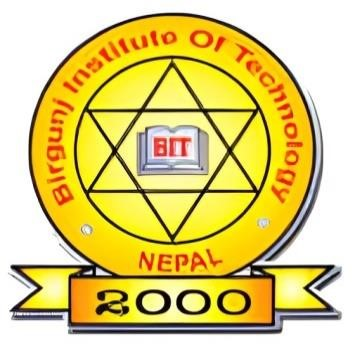 Birgunj Institute Of Technology
BIT
NEPAL
2000